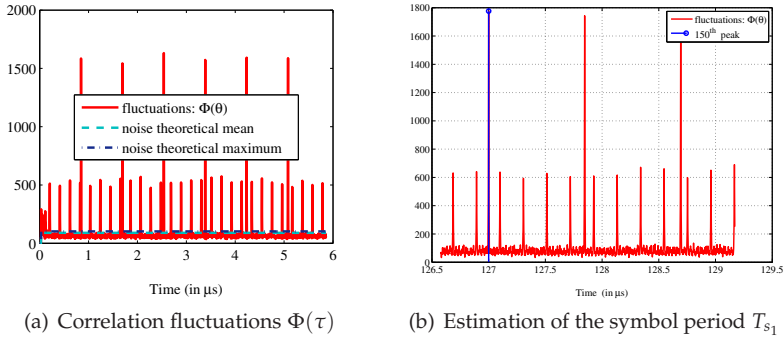 2000
1500
1000
500
0
fluctuations: Φ(θ)
noise theoretical mean
noise theoretical maximum
0 1 2 3 4 5 6
Time (in μs)
(a) Correlation fluctuations Φ(τ)
1800
1600
1400
1200
1000
800
600
400
200
0
fluctuations: Φ(θ)
150th peak
126.5 127 127.5 128 128.5 129 129.5
Time (in μs)
(b) Estimation of the symbol period Ts1